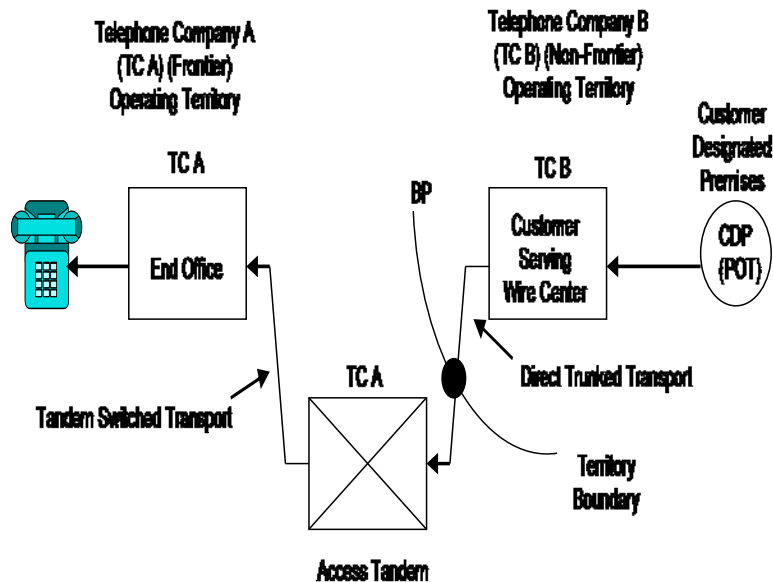 Telephone Company A
(TC A) (Frontier)
Operating Territory
Telephone Company B
(TC B) (Non-Frontier)
Operating Territory
Customer
Designated
Premises
TC A
TC B
BP
End Office
Customer
Serving
Wire Center
CDP
(POT)
TC A
Direct Trunked Transport
Tandem Switched Transport
Territory
Boundary
Access Tandem